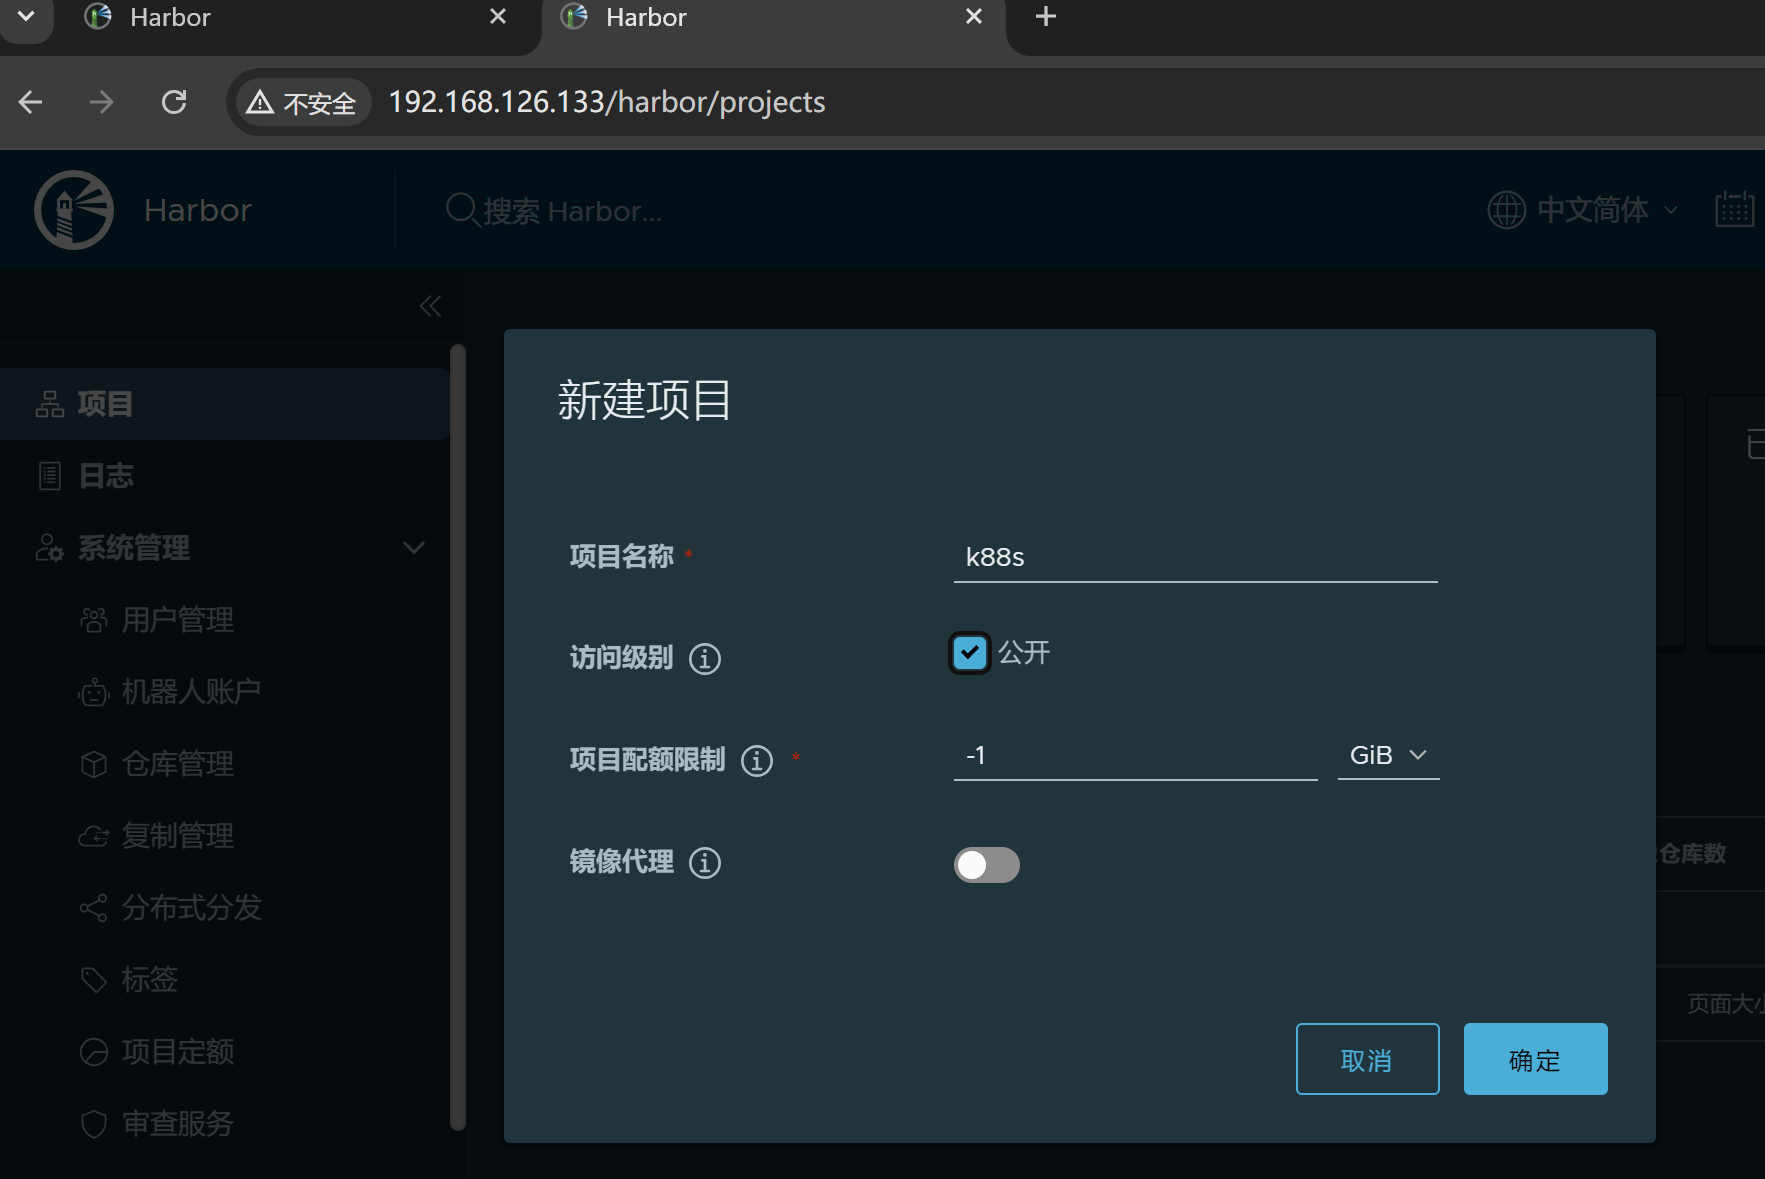 Harbor
Harbor
不安全
192.168.126.133/harbor/projects
Harbor
搜索 Harbor...
中文简体
项目
日志
系统管理
用户管理
机器人账户
仓库管理
复制管理
分布式分发
标签
项目定额
审查服务
新建项目
项目名称 *
k88s
访问级别
公开
项目配额限制 *
-1
GiB
镜像代理
取消
确定
仓库数
页面大小